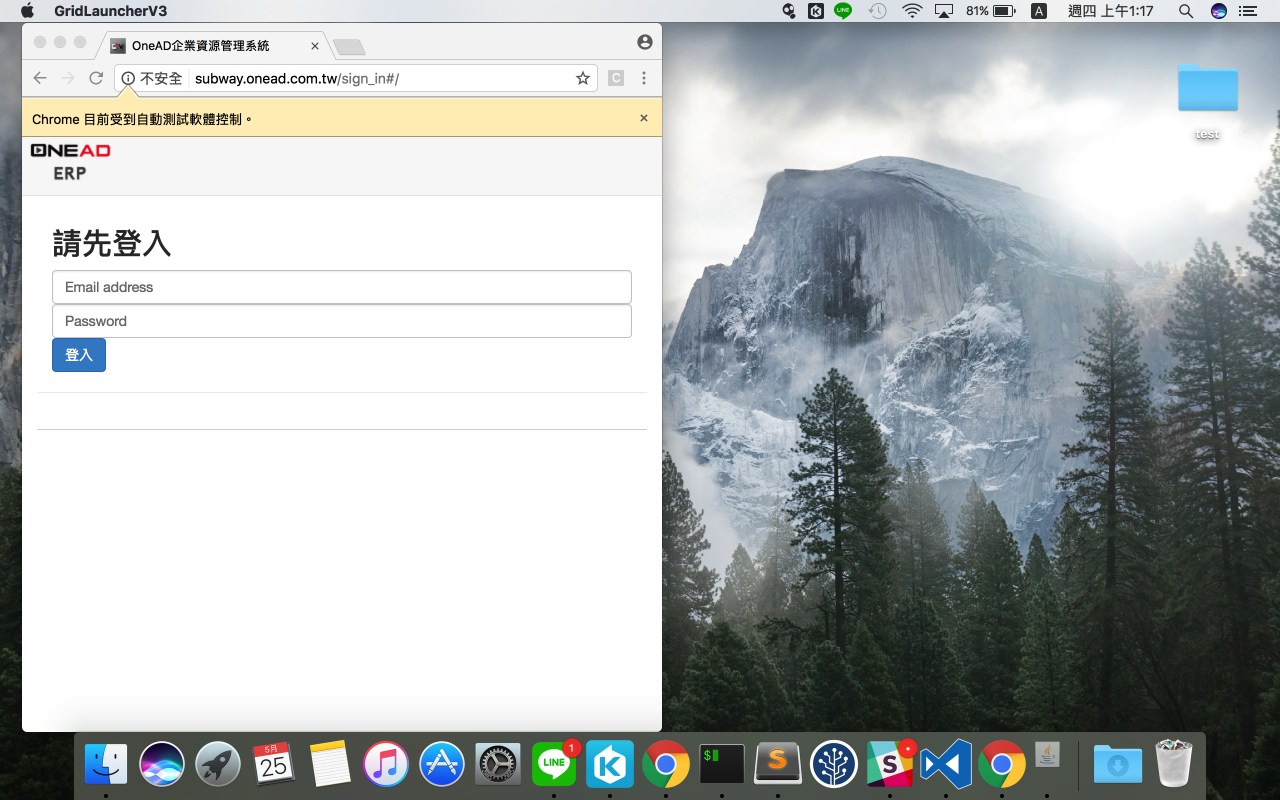 GridLauncherV3
81%
A
週四 上午1:17
OneAD企業資源管理系統
不安全
subway.onead.com.tw/sign_in#/
C
Chrome 目前受到自動測試軟體控制。
ONEAD
ERP
請先登入
Email address
Password
登入
test
5月
25
LINE
1
K
$
S
S